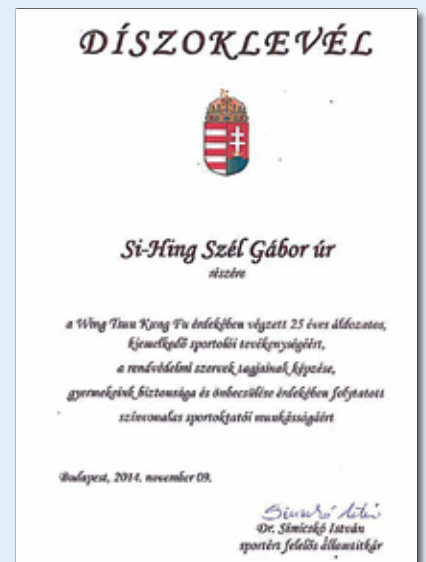 DÍSZOKLEVÉL
Si-Hing Szél Gábor úr
részére
a Wing Tsun Kung Fu érdekében végzett 25 éves áldozatos,
kiemelkedő sportolói tevékenységéért,
a rendvédelmi szervek tagjainak képzése,
gyermekeink biztonsága és önbecsülése érdekében folytatott
színvonalas sportoktatói munkásságáért
Budapest, 2014. november 09.
Dr. Simicskó István
sportért felelős államtitkár